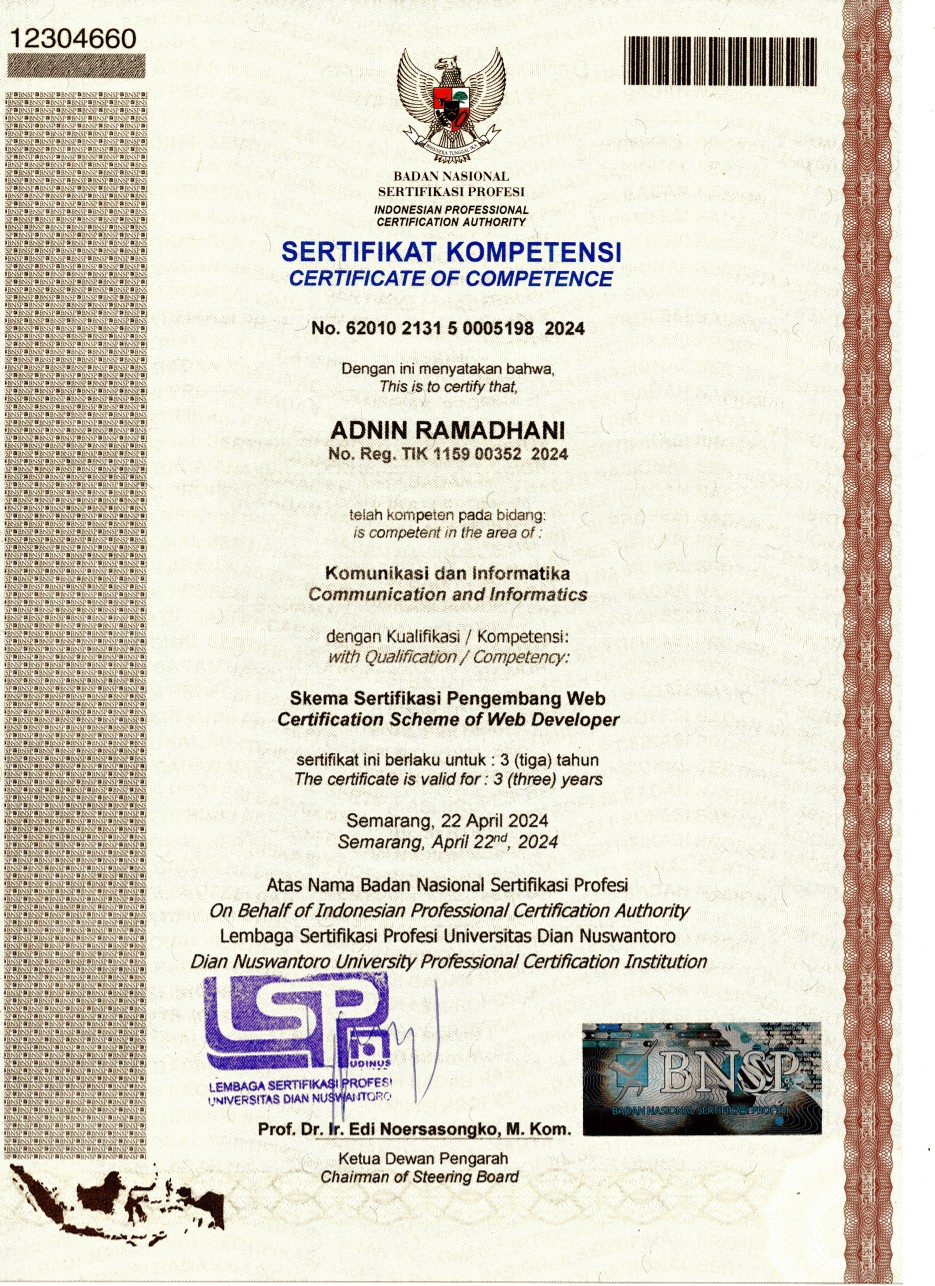 12304660
BHINNEKA TUNGGAL IKA
BADAN NASIONAL
SERTIFIKASI PROFESI
INDONESIAN PROFESSIONAL
CERTIFICATION AUTHORITY
SERTIFIKAT KOMPETENSI
CERTIFICATE OF COMPETENCE
No. 62010 2131 5 0005198 2024
Dengan ini menyatakan bahwa,
This is to certify that,
ADNIN RAMADHANI
No. Reg. TIK 1159 00352 2024
telah kompeten pada bidang:
is competent in the area of :
Komunikasi dan Informatika
Communication and Informatics
dengan Kualifikasi / Kompetensi:
with Qualification / Competency:
Skema Sertifikasi Pengembang Web
Certification Scheme of Web Developer
sertifikat ini berlaku untuk : 3 (tiga) tahun
The certificate is valid for : 3 (three) years
Semarang, 22 April 2024
Semarang, April 22nd, 2024
Atas Nama Badan Nasional Sertifikasi Profesi
On Behalf of Indonesian Professional Certification Authority
Lembaga Sertifikasi Profesi Universitas Dian Nuswantoro
Dian Nuswantoro University Professional Certification Institution
LSP
UDINUS
LEMBAGA SERTIFIKASI PROFESI
UNIVERSITAS DIAN NUSWANTORO
BNSP
BADAN NASIONAL SERTIFIKASI PROFESI
Prof. Dr. Ir. Edi Noersasongko, M. Kom.
Ketua Dewan Pengarah
Chairman of Steering Board